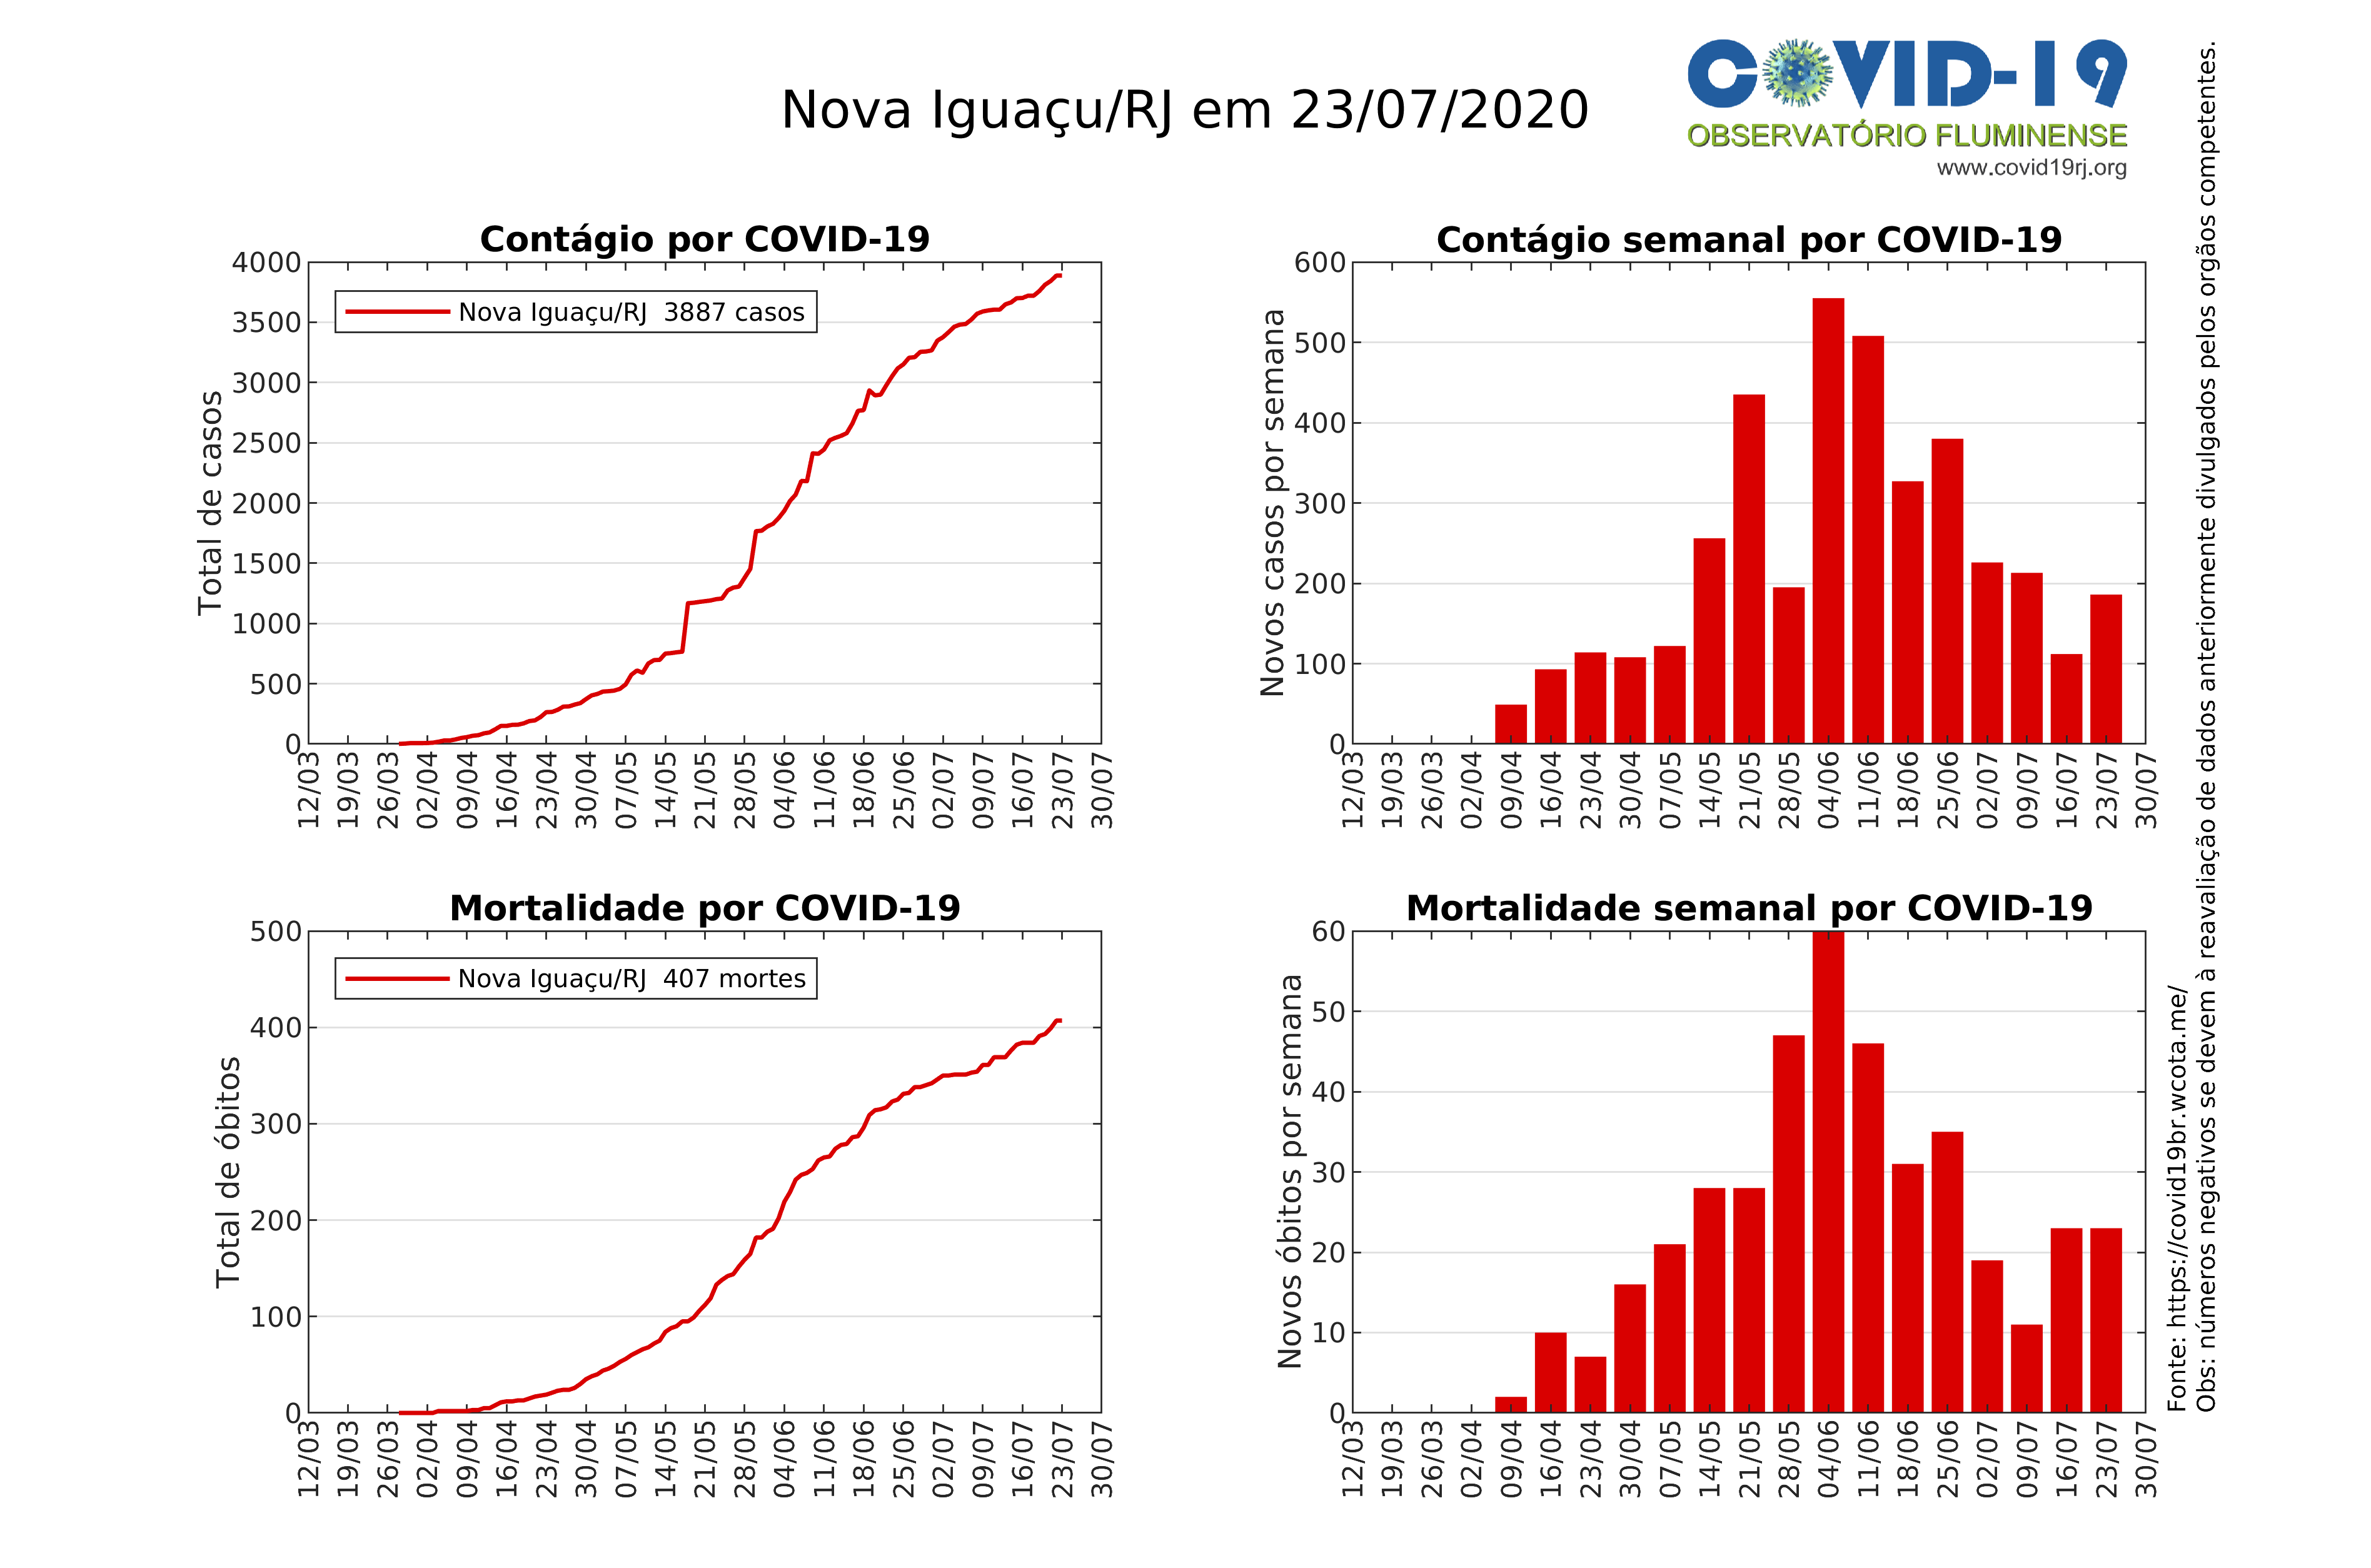 Nova Iguaçu/RJ em 23/07/2020
COVID-19
OBSERVATÓRIO FLUMINENSE
www.covid19rj.org
Contágio por COVID-19
Total de casos
4000
3500
3000
2500
2000
1500
1000
500
0
Nova Iguaçu/RJ 3887 casos
12/03 19/03 26/03 02/04 09/04 16/04 23/04 30/04 07/05 14/05 21/05 28/05 04/06 11/06 18/06 25/06 02/07 09/07 16/07 23/07 30/07
Contágio semanal por COVID-19
Novos casos por semana
600
500
400
300
200
100
0
12/03 19/03 26/03 02/04 09/04 16/04 23/04 30/04 07/05 14/05 21/05 28/05 04/06 11/06 18/06 25/06 02/07 09/07 16/07 23/07 30/07
Mortalidade por COVID-19
Total de óbitos
500
400
300
200
100
0
Nova Iguaçu/RJ 407 mortes
12/03 19/03 26/03 02/04 09/04 16/04 23/04 30/04 07/05 14/05 21/05 28/05 04/06 11/06 18/06 25/06 02/07 09/07 16/07 23/07 30/07
Mortalidade semanal por COVID-19
Novos óbitos por semana
60
50
40
30
20
10
0
12/03 19/03 26/03 02/04 09/04 16/04 23/04 30/04 07/05 14/05 21/05 28/05 04/06 11/06 18/06 25/06 02/07 09/07 16/07 23/07 30/07
Fonte: https://covid19br.wcota.me/
Obs: números negativos se devem à reavaliação de dados anteriormente divulgados pelos orgãos competentes.